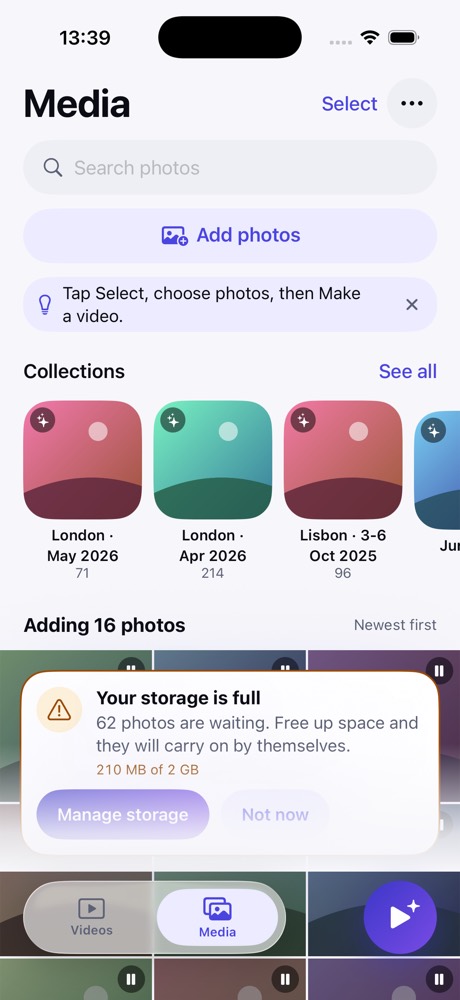 13:39
Media
Select
Search photos
Add photos
Tap Select, choose photos, then Make
a video.
Collections
See all
London ·
May 2026
71
London ·
Apr 2026
214
Lisbon · 3-6
Oct 2025
96
Adding 16 photos
Newest first
Your storage is full
62 photos are waiting. Free up space and
they will carry on by themselves.
210 MB of 2 GB
Manage storage
Not now
Videos
Media